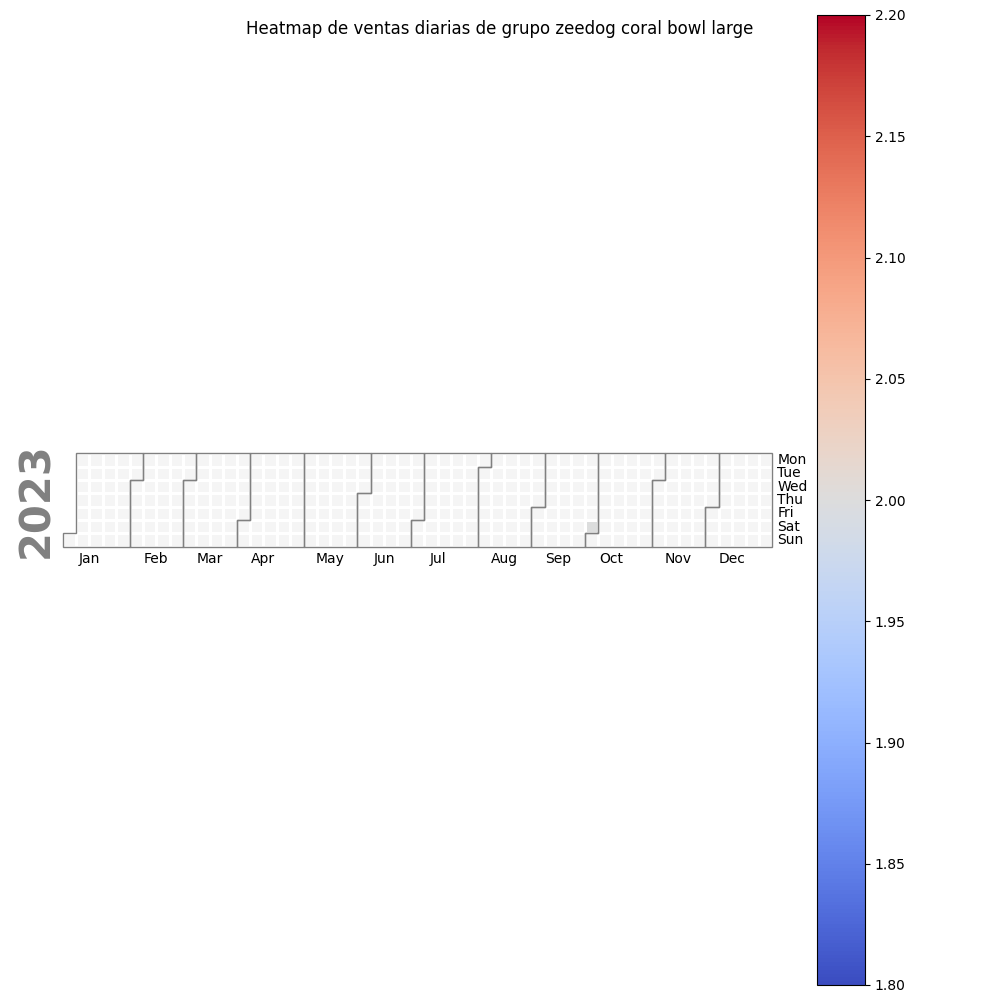 Heatmap de ventas diarias de grupo zeedog coral bowl large
2023
Mon
Tue
Wed
Thu
Fri
Sat
Sun
Jan Feb Mar Apr May Jun Jul Aug Sep Oct Nov Dec
2.20
2.15
2.10
2.05
2.00
1.95
1.90
1.85
1.80